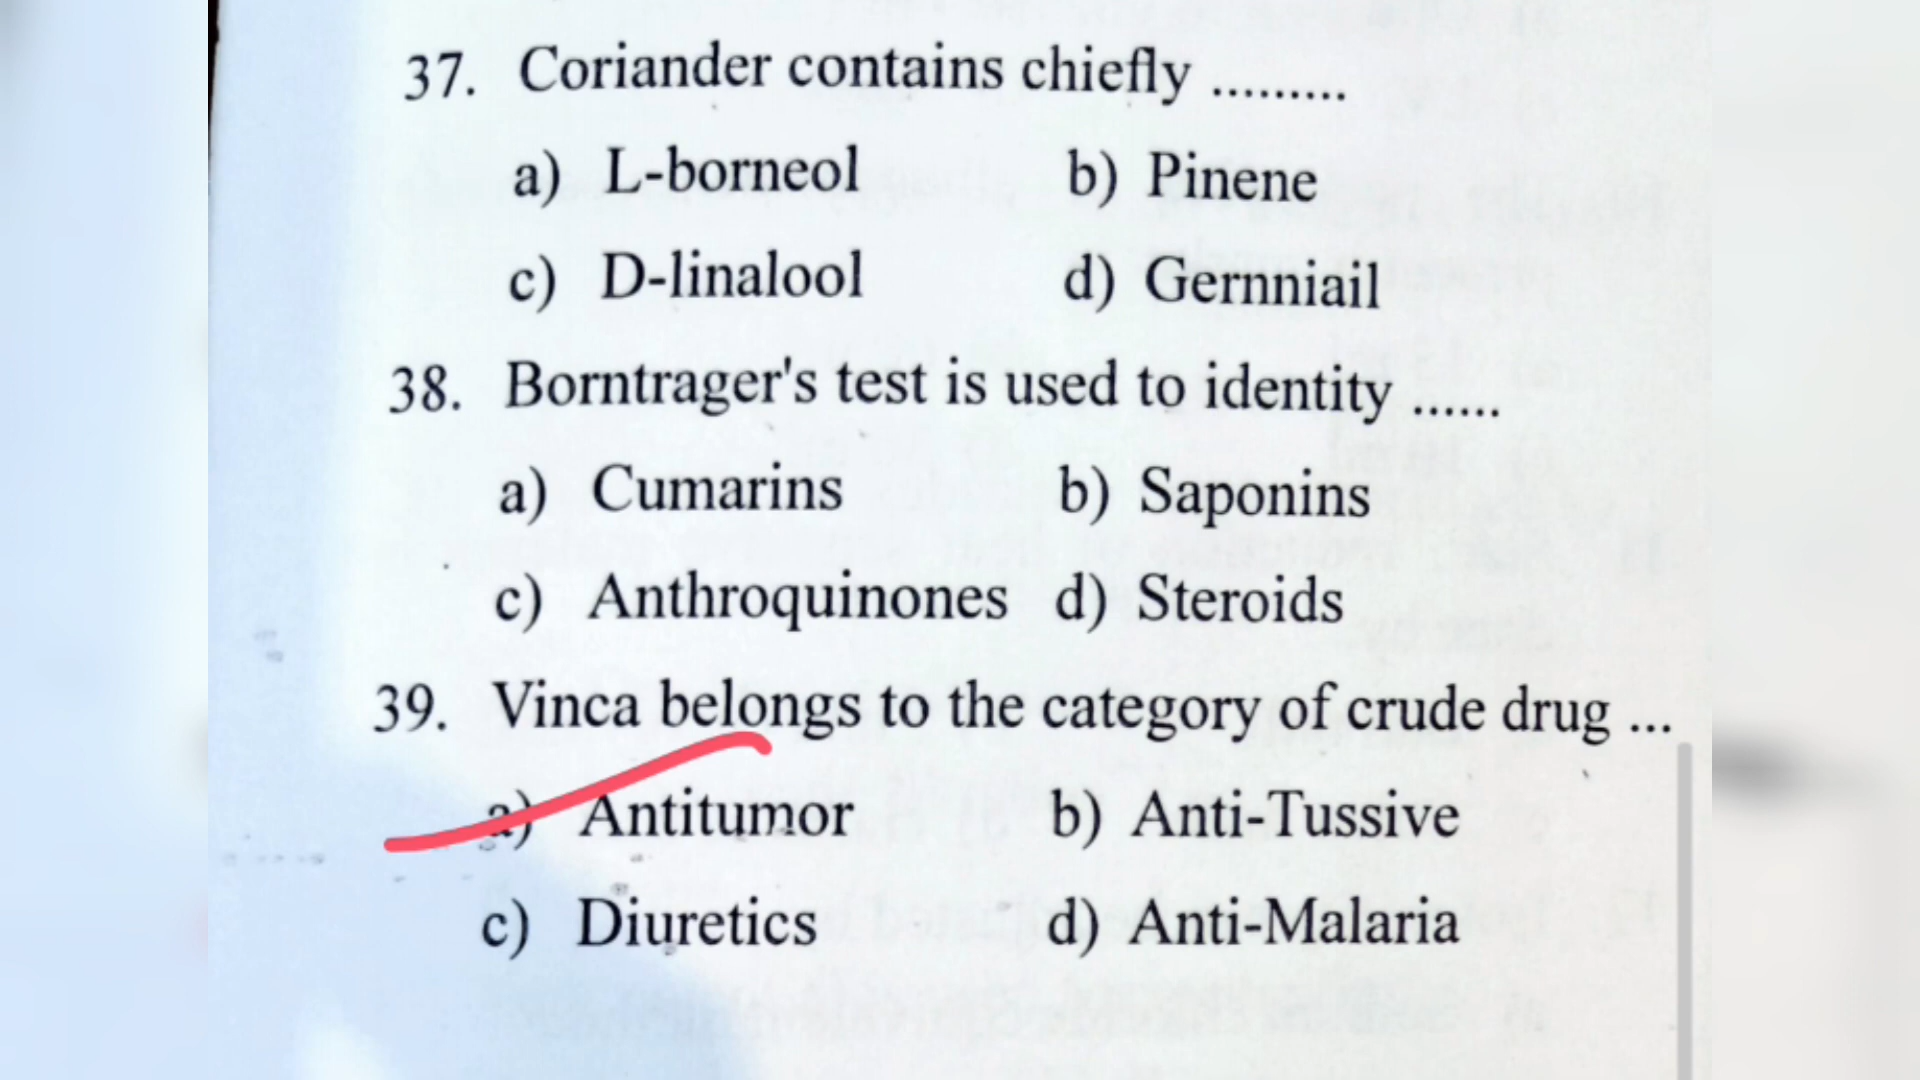 37. Coriander contains chiefly .........
a) L-borneol b) Pinene
c) D-linalool d) Gernniail
38. Borntrager's test is used to identity ......
a) Cumarins b) Saponins
c) Anthroquinones d) Steroids
39. Vinca belongs to the category of crude drug ...
a) Antitumor b) Anti-Tussive
c) Diuretics d) Anti-Malaria